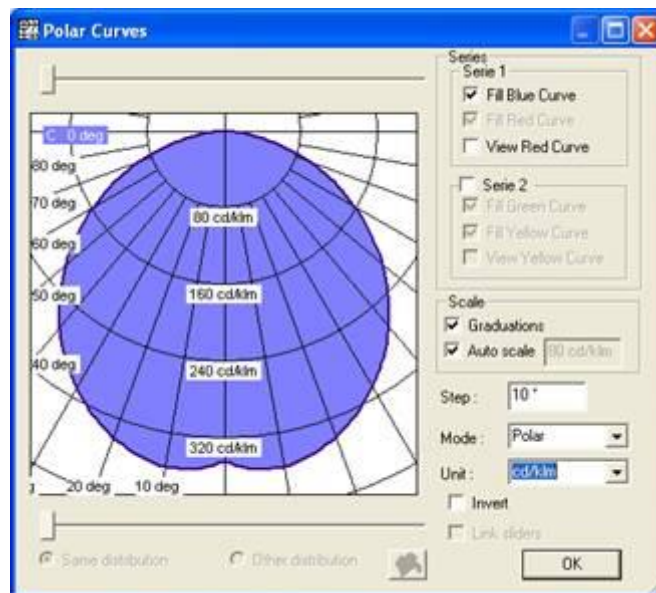 Polar Curves
Series
Serie 1
Fill Blue Curve
Fill Red Curve
View Red Curve
Serie 2
Fill Green Curve
Fill Yellow Curve
View Yellow Curve
Scale
Graduations
Auto scale 80 cd/klm
Step : 10 °
Mode : Polar
Unit : cd/klm
Invert
Link sliders
OK
C 0 deg
80 deg
70 deg
60 deg
50 deg
40 deg
20 deg 10 deg
80 cd/klm
160 cd/klm
240 cd/klm
320 cd/klm
Same distribution Other distribution